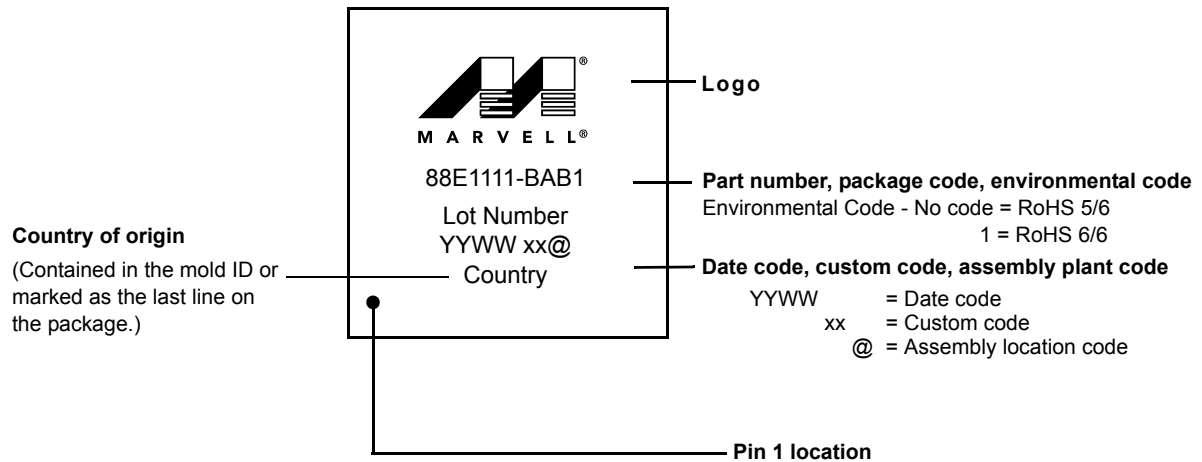 ®
MARVELL®
88E1111-BAB1
Lot Number
YYWW xx@
Country
Logo
Part number, package code, environmental code
Environmental Code - No code = RoHS 5/6
1 = RoHS 6/6
Date code, custom code, assembly plant code
YYWW = Date code
xx = Custom code
@ = Assembly location code
Country of origin
(Contained in the mold ID or
marked as the last line on
the package.)
Pin 1 location